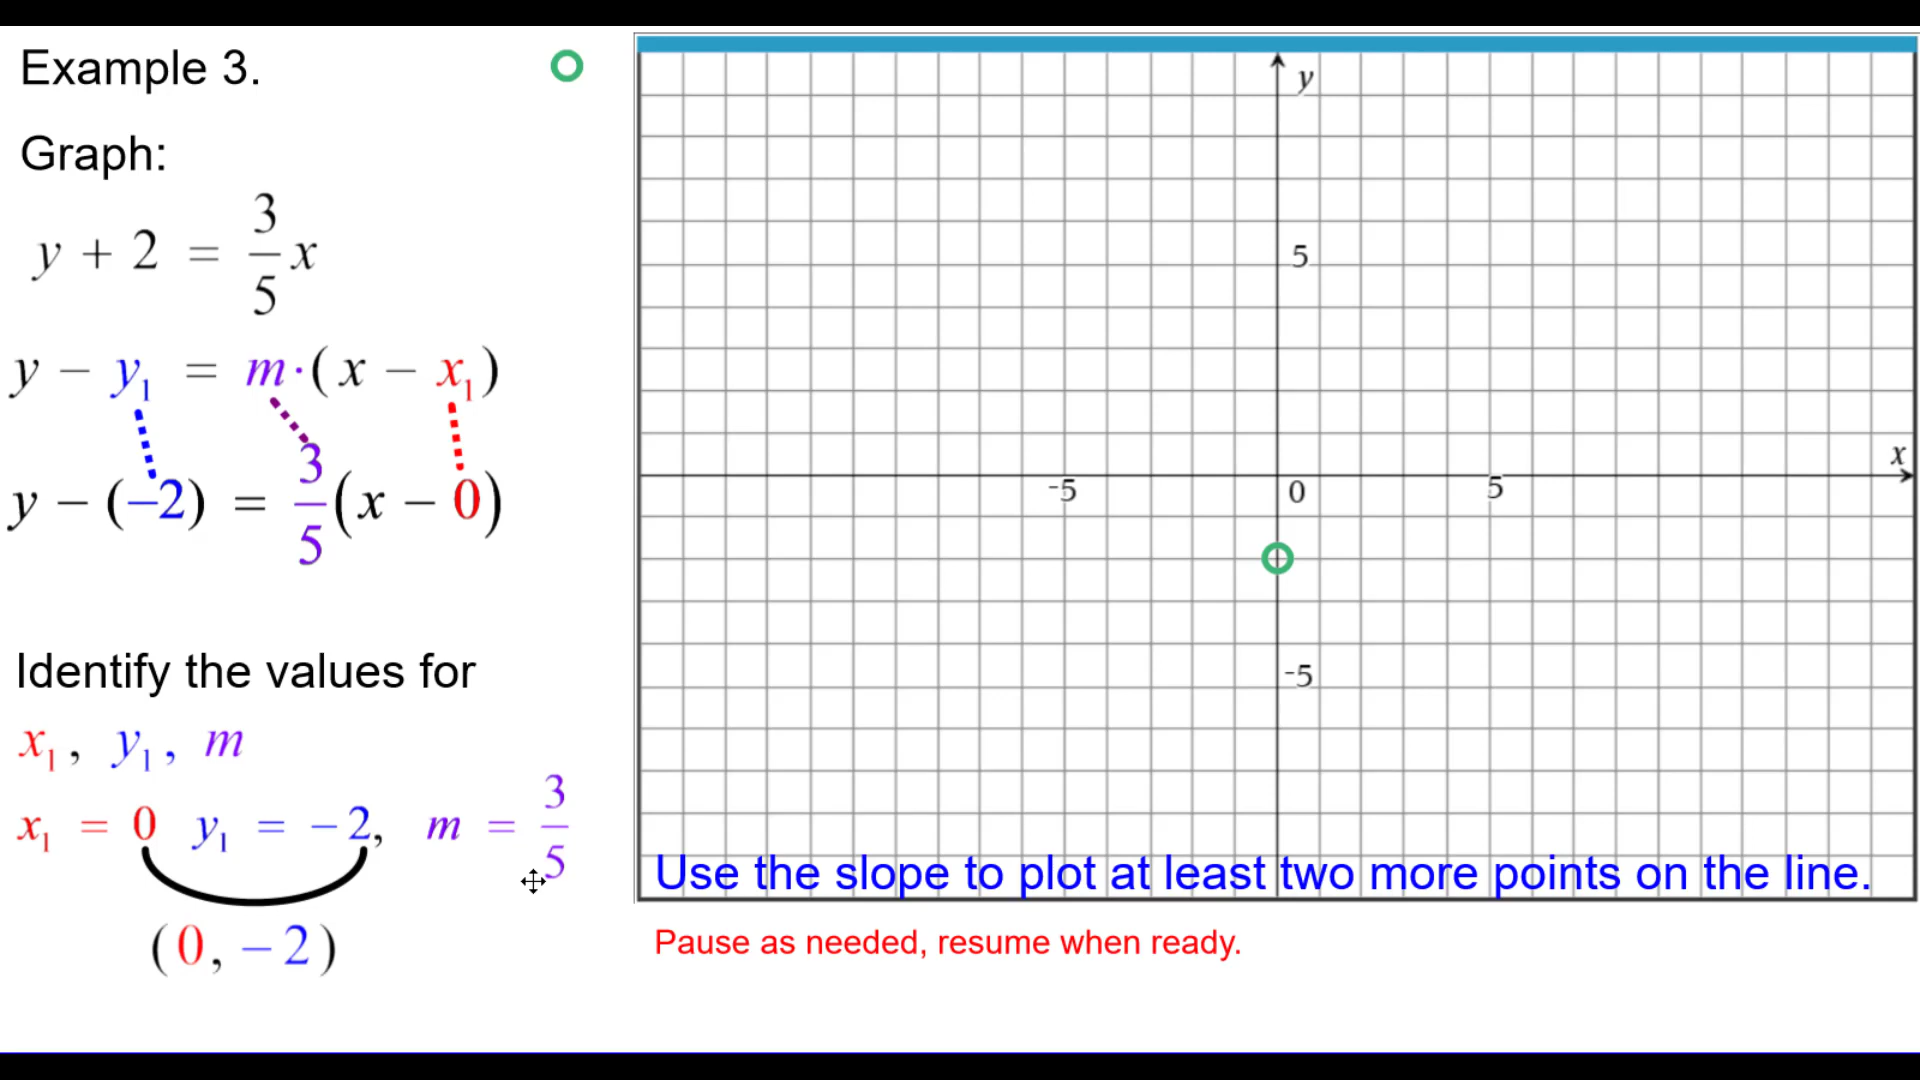 Example 3.
Graph:
y + 2 = 3/5 x
y − y₁ = m·(x − x₁)
y − (−2) = 3/5 (x − 0)
Identify the values for
x₁, y₁, m
x₁ = 0 y₁ = −2, m = 3/5
(0, −2)
y
5
x
-5 0 5
-5
Use the slope to plot at least two more points on the line.
Pause as needed, resume when ready.